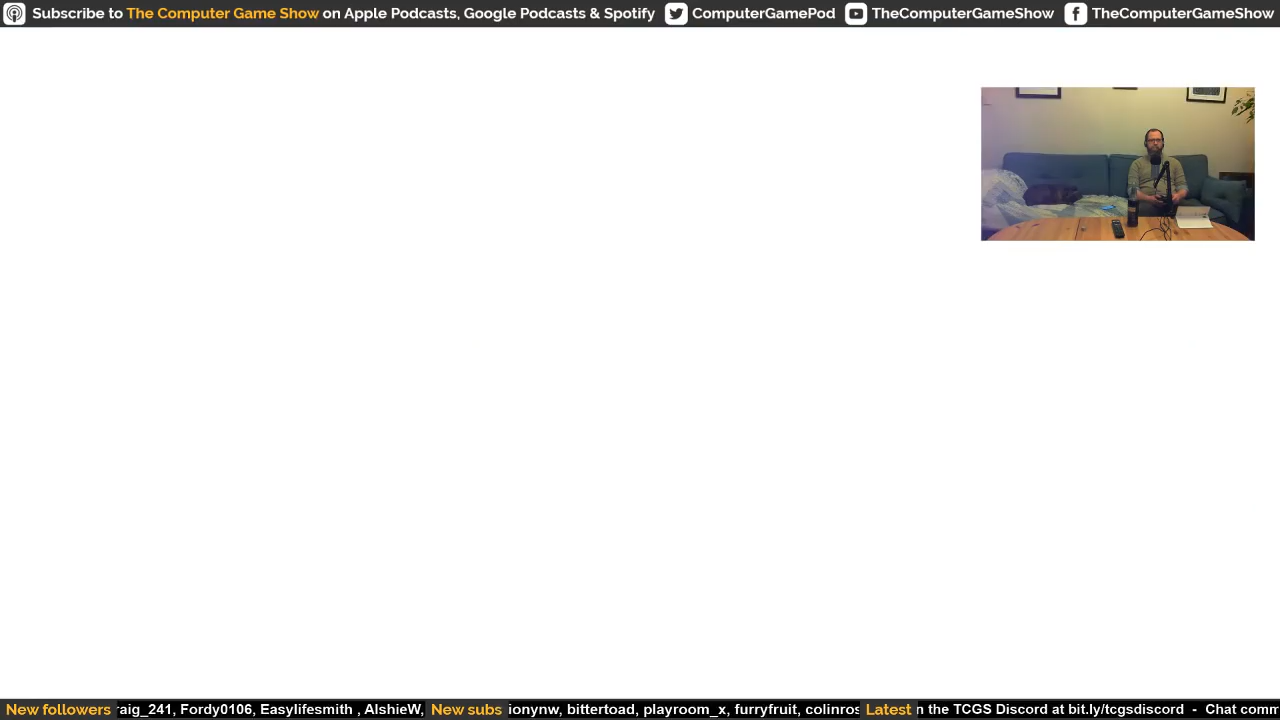 Subscribe to The Computer Game Show on Apple Podcasts, Google Podcasts & Spotify ComputerGamePod TheComputerGameShow TheComputerGameShow
New followers raig_241, Fordy0106, Easylifesmith , AlshieW, New subs ionynw, bittertoad, playroom_x, furryfruit, colinros Latest n the TCGS Discord at bit.ly/tcgsdiscord - Chat comm